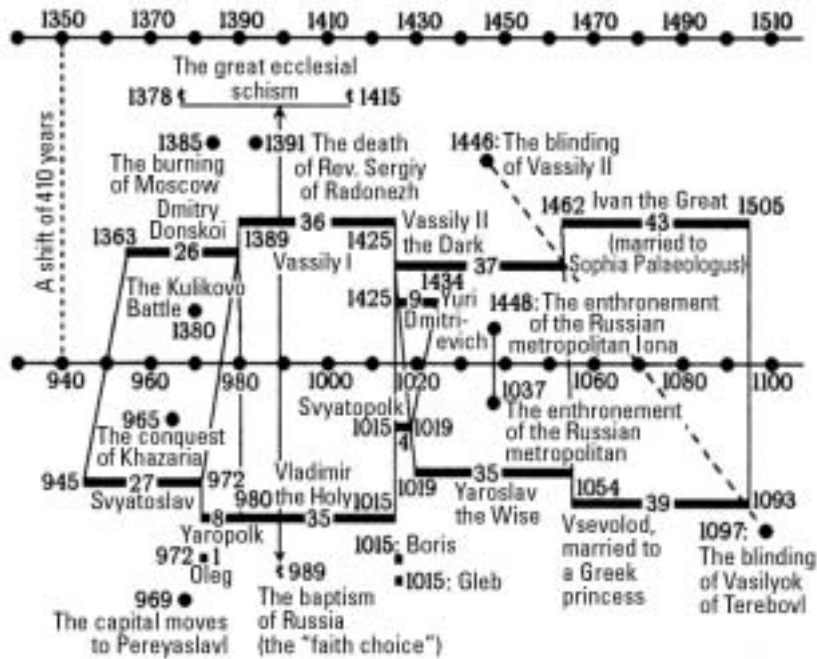 1350 1370 1390 1410 1430 1450 1470 1490 1510
The great ecclesial
schism
1378 1415
A shift of 410 years
1385
The burning
of Moscow
1391 The death
of Rev. Sergiy
of Radonezh
1446: The blinding
of Vassily II
Dmitry
Donskoi
1363 26
1389 36 1425
Vassily I
Vassily II
the Dark
37
1462 Ivan the Great 1505
43
(married to
Sophia Palaeologus)
The Kulikovo
Battle
1380
1425 9 1434
Yuri
Dmitri-
evich
1448: The enthronement
of the Russian
metropolitan Iona
940 960 980 1000 1020 1060 1080 1100
965
The conquest
of Khazaria
Svyatopolk
1015 4 1019
1037
The enthronement
of the Russian
metropolitan
945 27 972
Svyatoslav
980 Vladimir
the Holy 1015
8 35
Yaropolk
1019 35 1054
Yaroslav
the Wise
39 1093
Vsevolod,
married to
a Greek
princess
972 1
Oleg
1015: Boris
1015: Gleb
1097:
The blinding
of Vasilyok
of Terebovl
969
The capital moves
to Pereyaslavl
989
The baptism
of Russia
(the "faith choice")